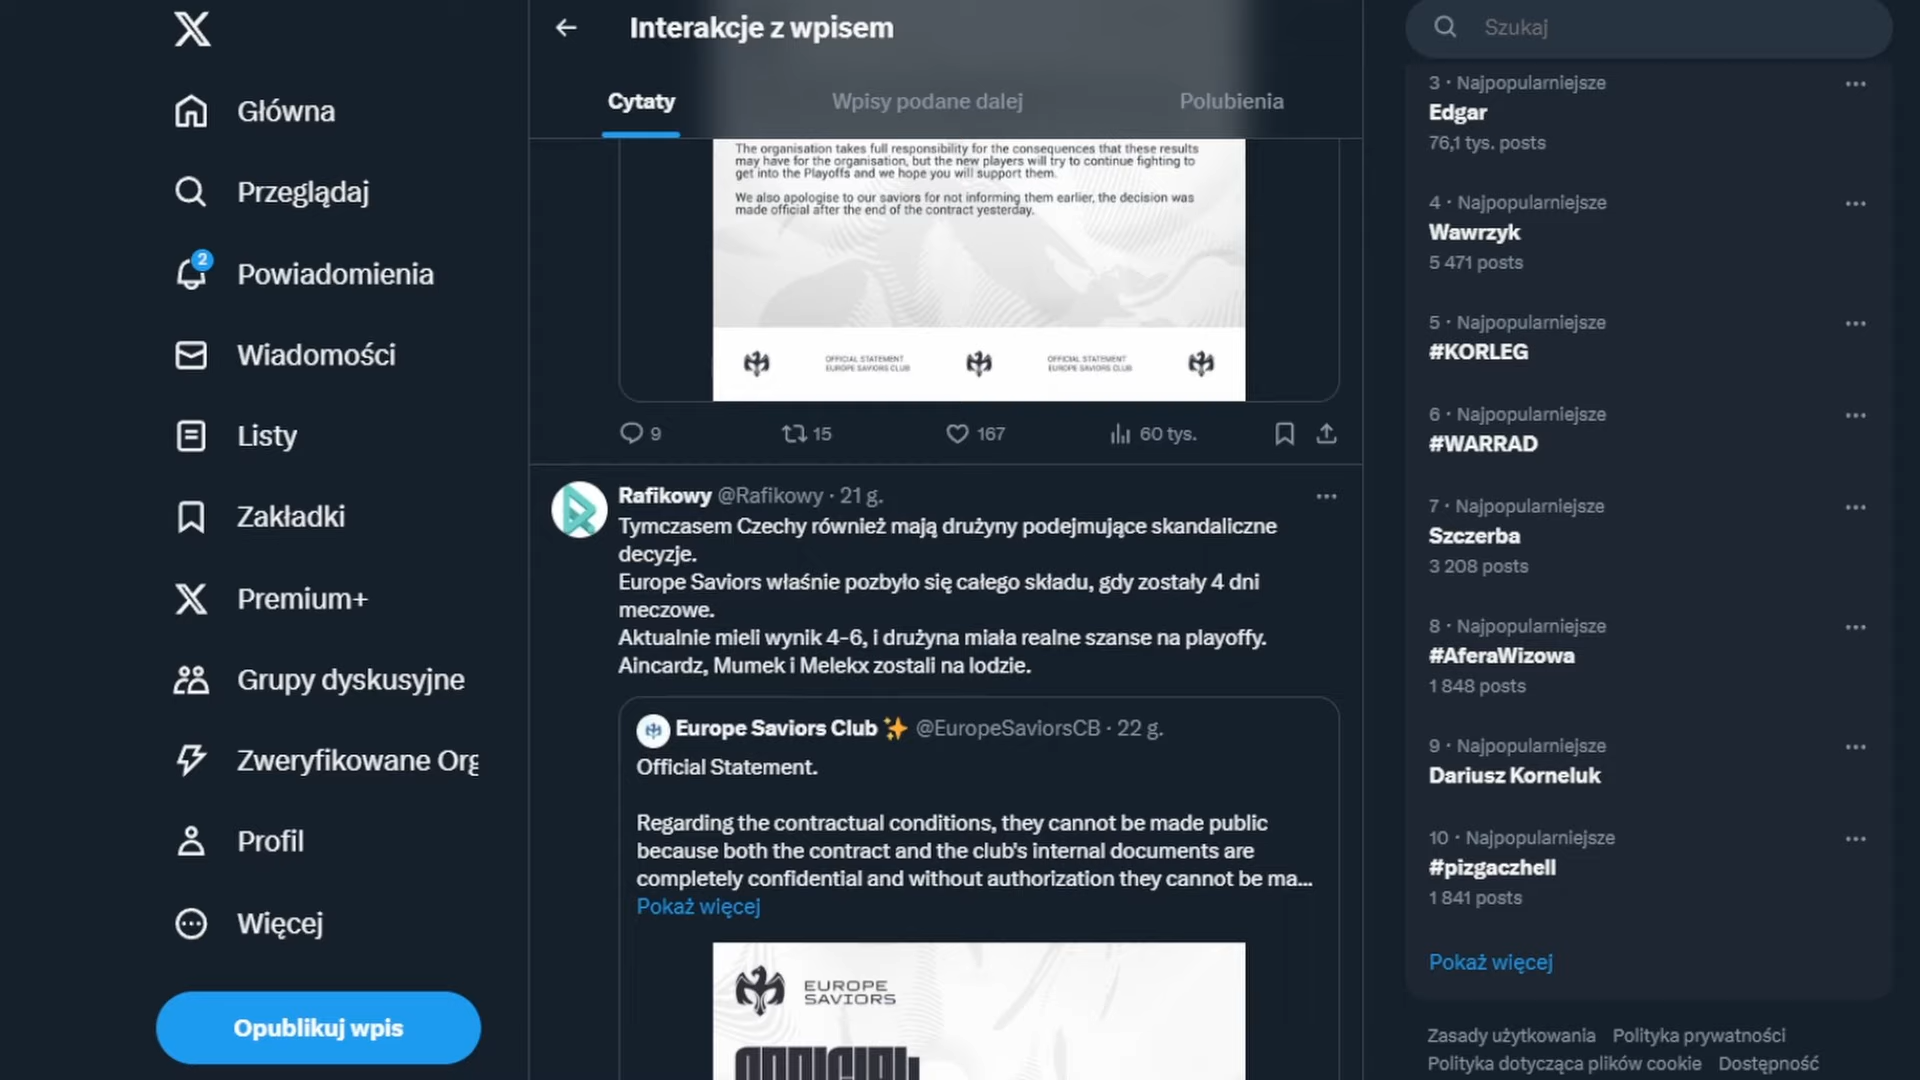 Główna
Przeglądaj
2
Powiadomienia
Wiadomości
Listy
Zakładki
Premium+
Grupy dyskusyjne
Zweryfikowane Org
Profil
Więcej
Opublikuj wpis
Interakcje z wpisem
Cytaty
Wpisy podane dalej
Polubienia
The organisation takes full responsibility for the consequences that these results
may have for the organisation, but the new players will try to continue fighting to
get into the Playoffs and we hope you will support them.
We also apologise to our saviors for not informing them earlier, the decision was
made official after the end of the contract yesterday.
OFFICIAL STATEMENT
EUROPE SAVIORS CLUB
OFFICIAL STATEMENT
EUROPE SAVIORS CLUB
9
15
167
60 tys.
Rafikowy @Rafikowy · 21 g.
Tymczasem Czechy również mają drużyny podejmujące skandaliczne
decyzje.
Europe Saviors właśnie pozbyło się całego składu, gdy zostały 4 dni
meczowe.
Aktualnie mieli wynik 4-6, i drużyna miała realne szanse na playoffy.
Aincardz, Mumek i Melekx zostali na lodzie.
Europe Saviors Club ✨ @EuropeSaviorsCB · 22 g.
Official Statement.
Regarding the contractual conditions, they cannot be made public
because both the contract and the club's internal documents are
completely confidential and without authorization they cannot be ma...
Pokaż więcej
EUROPE
SAVIORS
OFFICIAL
Szukaj
3 · Najpopularniejsze
Edgar
76,1 tys. posts
4 · Najpopularniejsze
Wawrzyk
5 471 posts
5 · Najpopularniejsze
#KORLEG
6 · Najpopularniejsze
#WARRAD
7 · Najpopularniejsze
Szczerba
3 208 posts
8 · Najpopularniejsze
#AferaWizowa
1 848 posts
9 · Najpopularniejsze
Dariusz Korneluk
10 · Najpopularniejsze
#pizgaczhell
1 841 posts
Pokaż więcej
Zasady użytkowania Polityka prywatności
Polityka dotycząca plików cookie Dostępność